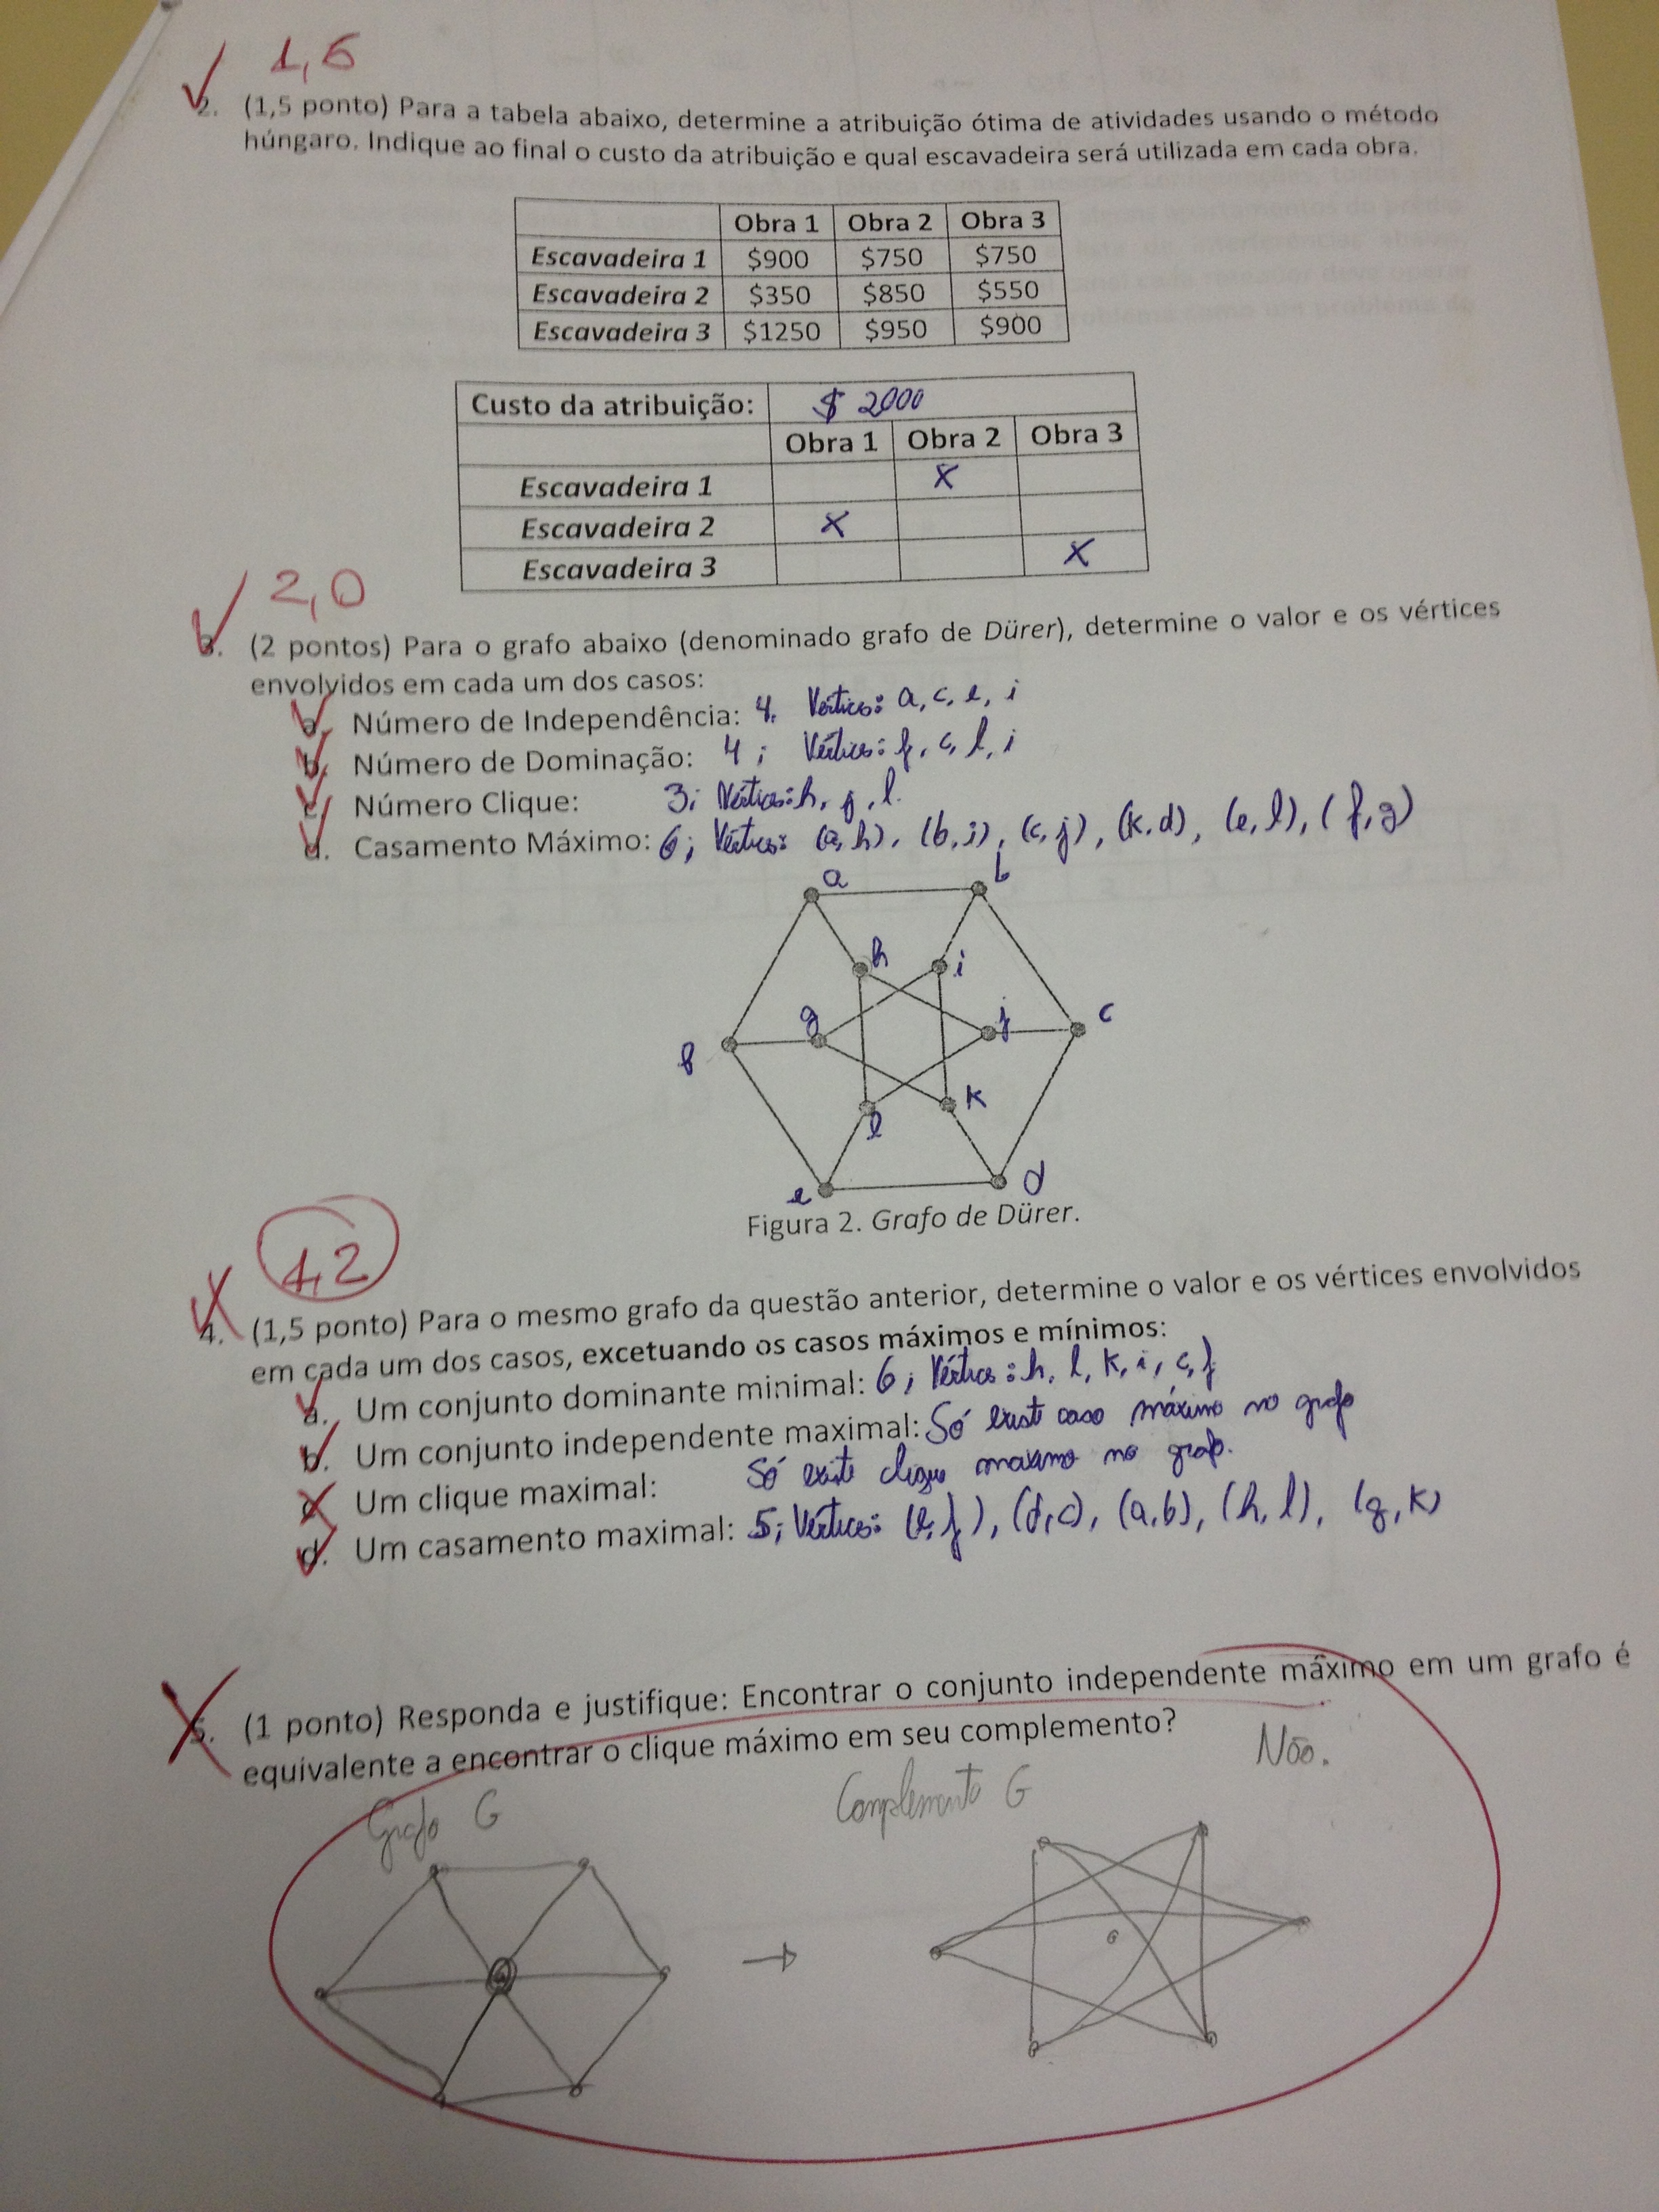 1,5
2. (1,5 ponto) Para a tabela abaixo, determine a atribuição ótima de atividades usando o método
húngaro. Indique ao final o custo da atribuição e qual escavadeira será utilizada em cada obra.
Obra 1 Obra 2 Obra 3
Escavadeira 1 $900 $750 $750
Escavadeira 2 $350 $850 $550
Escavadeira 3 $1250 $950 $900
Custo da atribuição: $ 2000
Obra 1 Obra 2 Obra 3
Escavadeira 1 X
Escavadeira 2 X
Escavadeira 3 X
2,0
3. (2 pontos) Para o grafo abaixo (denominado grafo de Dürer), determine o valor e os vértices
envolvidos em cada um dos casos:
a. Número de Independência: 4. Vértices: a, c, e, i
b. Número de Dominação: 4; Vértices: f, c, l, i
c. Número Clique: 3; Vértices: h, j, l.
d. Casamento Máximo: 6; Vértices: (a, h), (b, i), (c, j), (k, d), (e, l), (f, g)
a b
h i
g j c
f
l k
e d
Figura 2. Grafo de Dürer.
1,2
4. (1,5 ponto) Para o mesmo grafo da questão anterior, determine o valor e os vértices envolvidos
em cada um dos casos, excetuando os casos máximos e mínimos:
a. Um conjunto dominante minimal: 6; Vértices: h, l, k, i, c, f
b. Um conjunto independente maximal: Só existe caso máximo no grafo
c. Um clique maximal: Só existe clique maximo no grafo.
d. Um casamento maximal: 5; Vértices: (e, f), (d, c), (a, b), (h, l), (g, k)
5. (1 ponto) Responda e justifique: Encontrar o conjunto independente máximo em um grafo é
equivalente a encontrar o clique máximo em seu complemento? Não.
Grafo G Complemento G